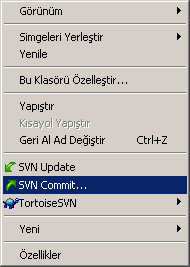 Görünüm
Simgeleri Yerleştir
Yenile
Bu Klasörü Özelleştir...
Yapıştır
Kısayol Yapıştır
Geri Al Ad Değiştir Ctrl+Z
SVN Update
SVN Commit...
TortoiseSVN
Yeni
Özellikler